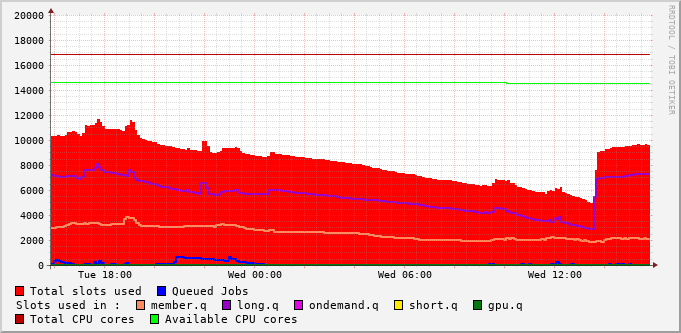 20000
18000
16000
14000
12000
10000
8000
6000
4000
2000
0
Tue 18:00 Wed 00:00 Wed 06:00 Wed 12:00
Total slots used Queued Jobs
Slots used in : member.q long.q ondemand.q short.q gpu.q
Total CPU cores Available CPU cores
RRDTOOL / TOBI OETIKER